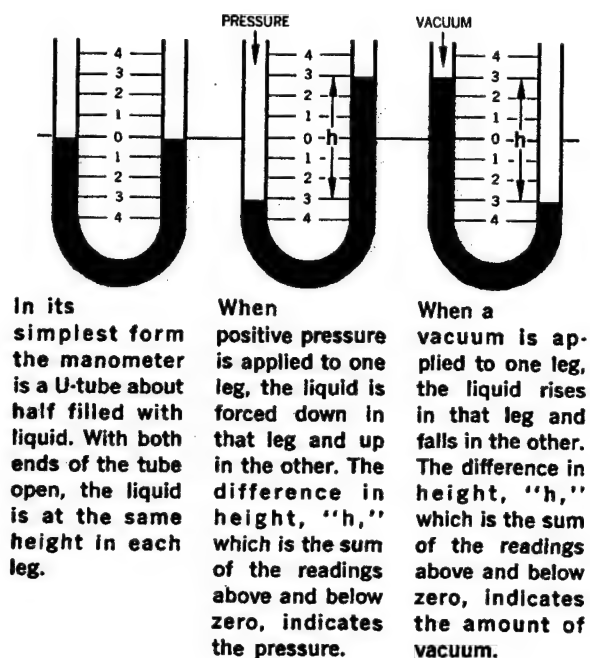 PRESSURE
VACUUM
4
3
2
1
0
1
2
3
4
4
3
2
1
0
h
1
2
3
4
4
3
2
1
0
h
1
2
3
4
In its
simplest form
the manometer
is a U-tube about
half filled with
liquid. With both
ends of the tube
open, the liquid
is at the same
height in each
leg.
When
positive pressure
is applied to one
leg, the liquid is
forced down in
that leg and up
in the other. The
difference in
height, "h,"
which is the sum
of the readings
above and below
zero, indicates
the pressure.
When a
vacuum is ap-
plied to one leg,
the liquid rises
in that leg and
falls in the other.
The difference in
height, "h,"
which is the sum
of the readings
above and below
zero, indicates
the amount of
vacuum.